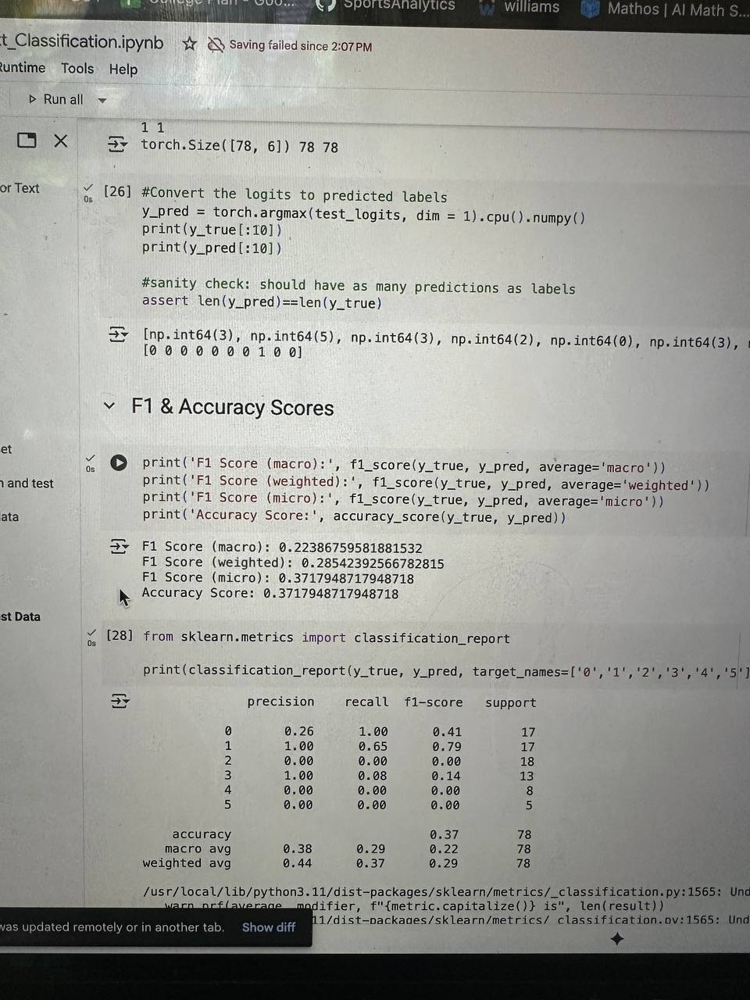 SportsAnalytics
williams
Mathos | AI Math S...
t_Classification.ipynb
Saving failed since 2:07 PM
Runtime Tools Help
Run all
1 1
torch.Size([78, 6]) 78 78
or Text
[26] #Convert the logits to predicted labels
0s
y_pred = torch.argmax(test_logits, dim = 1).cpu().numpy()
print(y_true[:10])
print(y_pred[:10])
#sanity check: should have as many predictions as labels
assert len(y_pred)==len(y_true)
[np.int64(3), np.int64(5), np.int64(3), np.int64(2), np.int64(0), np.int64(3),
[0 0 0 0 0 0 0 1 0 0]
F1 & Accuracy Scores
et
0s
print('F1 Score (macro):', f1_score(y_true, y_pred, average='macro'))
n and test
print('F1 Score (weighted):', f1_score(y_true, y_pred, average='weighted'))
print('F1 Score (micro):', f1_score(y_true, y_pred, average='micro'))
ata
print('Accuracy Score:', accuracy_score(y_true, y_pred))
F1 Score (macro): 0.22386759581881532
F1 Score (weighted): 0.28542392566782815
F1 Score (micro): 0.3717948717948718
Accuracy Score: 0.3717948717948718
st Data
[28] from sklearn.metrics import classification_report
0s
print(classification_report(y_true, y_pred, target_names=['0','1','2','3','4','5']
precision recall f1-score support
0 0.26 1.00 0.41 17
1 1.00 0.65 0.79 17
2 0.00 0.00 0.00 18
3 1.00 0.08 0.14 13
4 0.00 0.00 0.00 8
5 0.00 0.00 0.00 5
accuracy 0.37 78
macro avg 0.38 0.29 0.22 78
weighted avg 0.44 0.37 0.29 78
/usr/local/lib/python3.11/dist-packages/sklearn/metrics/_classification.py:1565: Und
_warn_prf(average, modifier, f"{metric.capitalize()} is", len(result))
11/dist-packages/sklearn/metrics/_classification.py:1565: Und
was updated remotely or in another tab. Show diff